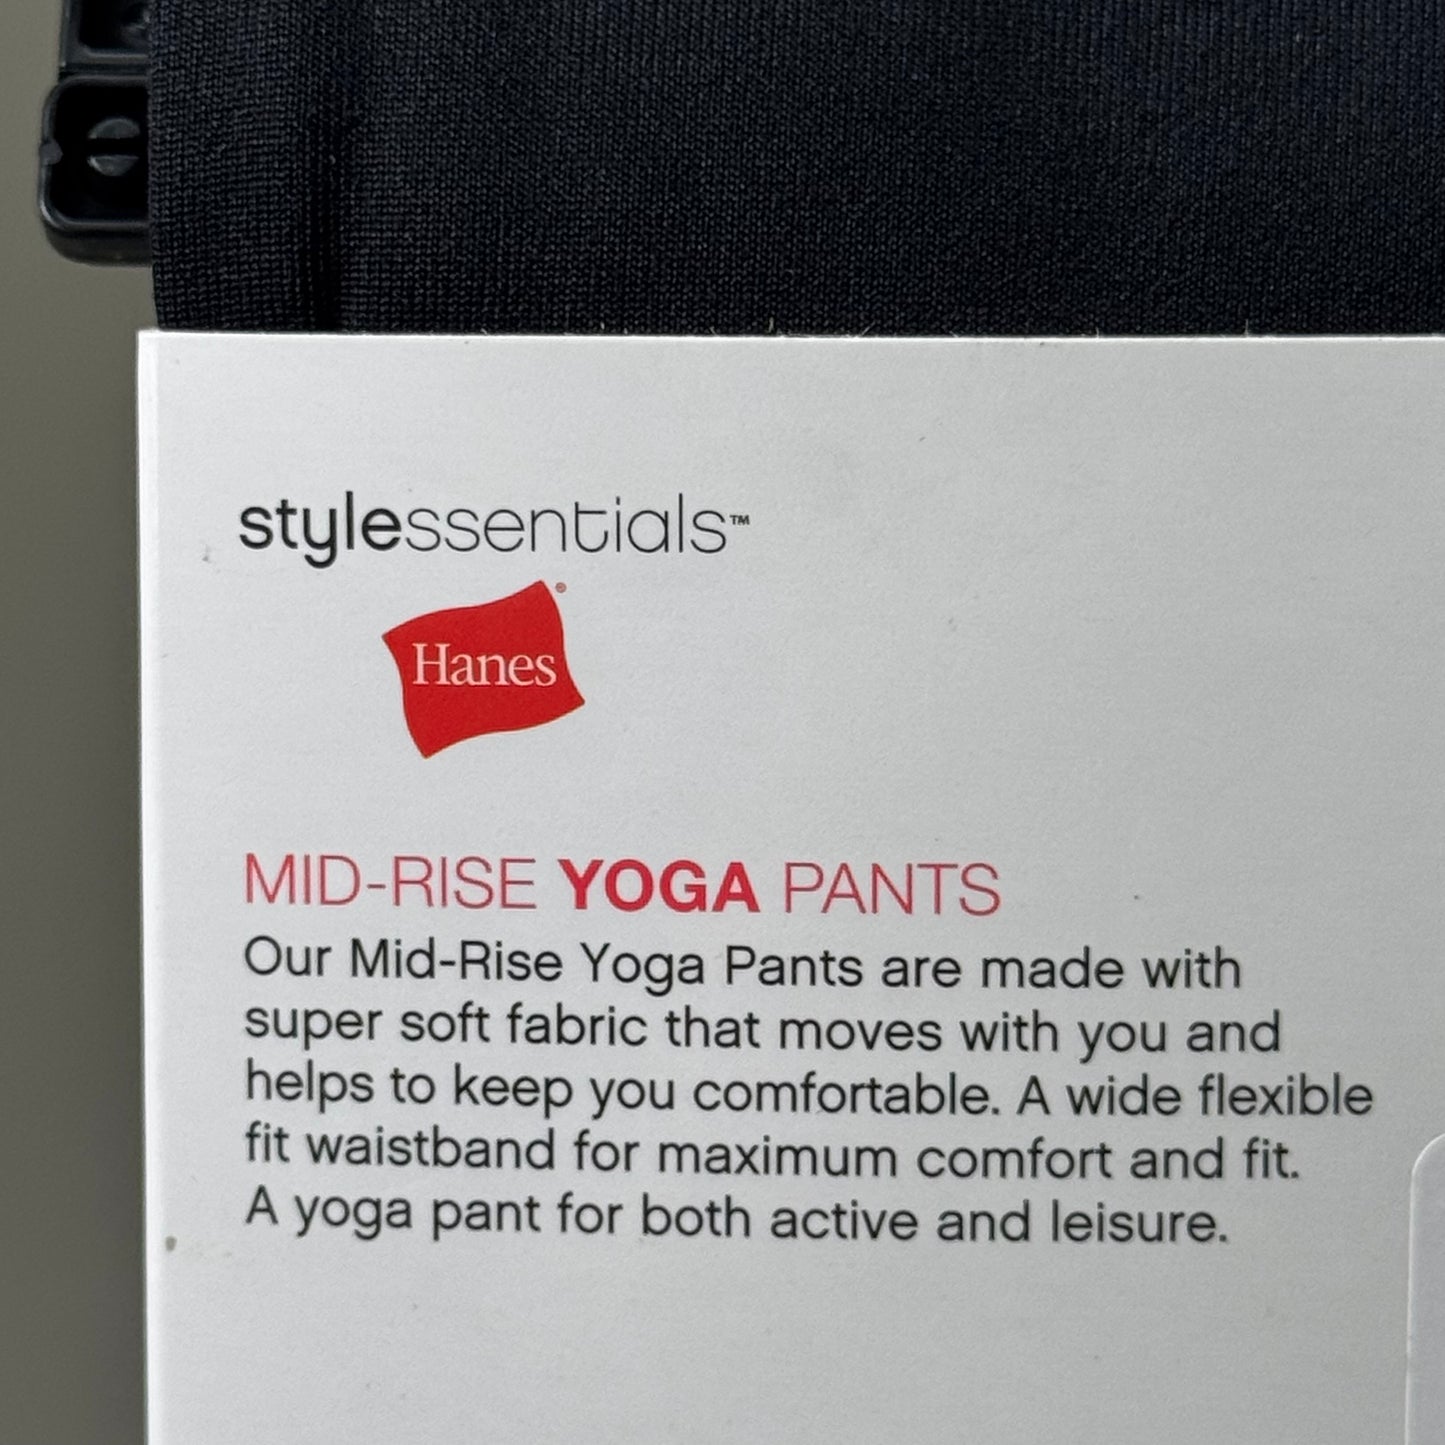 stylessentials™
Hanes®
MID-RISE YOGA PANTS
Our Mid-Rise Yoga Pants are made with
super soft fabric that moves with you and
helps to keep you comfortable. A wide flexible
fit waistband for maximum comfort and fit.
A yoga pant for both active and leisure.